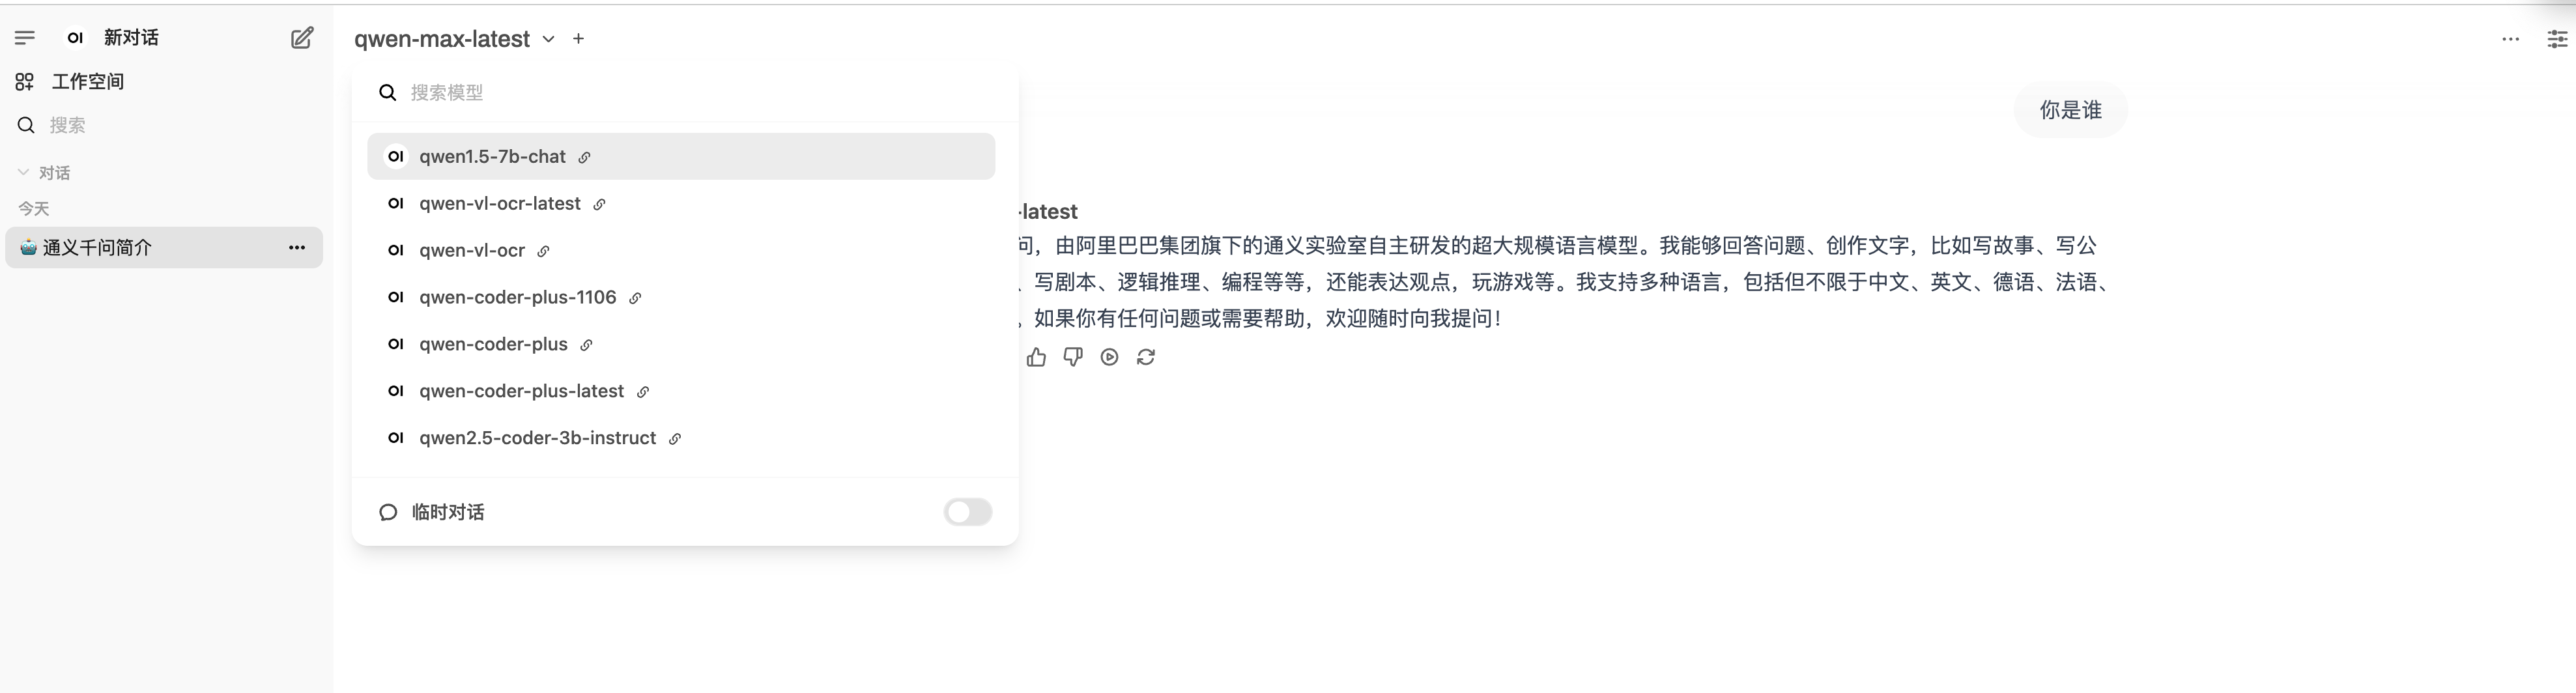 OI 新对话
工作空间
搜索
对话
今天
通义千问简介
qwen-max-latest
搜索模型
OI qwen1.5-7b-chat
OI qwen-vl-ocr-latest
OI qwen-vl-ocr
OI qwen-coder-plus-1106
OI qwen-coder-plus
OI qwen-coder-plus-latest
OI qwen2.5-coder-3b-instruct
临时对话
你是谁
-latest
问，由阿里巴巴集团旗下的通义实验室自主研发的超大规模语言模型。我能够回答问题、创作文字，比如写故事、写公
、写剧本、逻辑推理、编程等等，还能表达观点，玩游戏等。我支持多种语言，包括但不限于中文、英文、德语、法语、
。如果你有任何问题或需要帮助，欢迎随时向我提问！